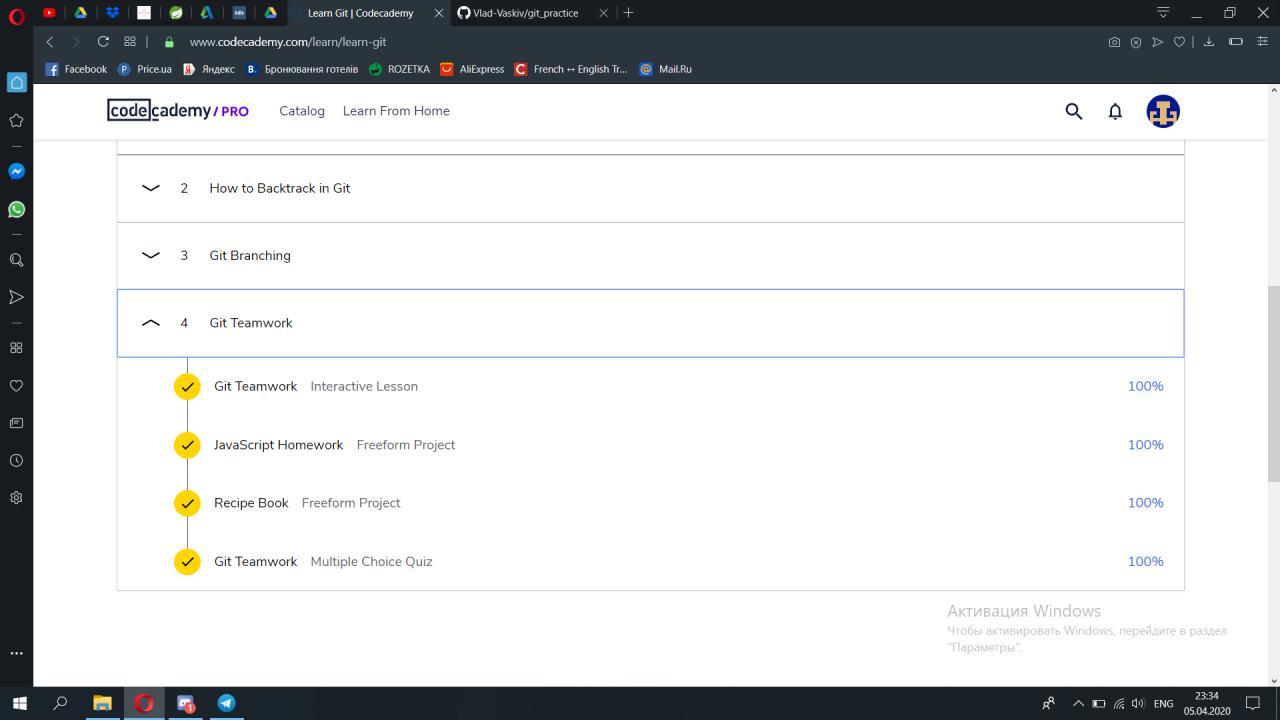 tds
Learn Git | Codecademy
Vlad-Vaskiv/git_practice
www.codecademy.com/learn/learn-git
Facebook
P Price.ua
Я Яндекс
B. Бронювання готелів
ROZETKA
AliExpress
C French ↔ English Tr...
@ Mail.Ru
codecademy / PRO
Catalog
Learn From Home
2 How to Backtrack in Git
3 Git Branching
4 Git Teamwork
Git Teamwork Interactive Lesson 100%
JavaScript Homework Freeform Project 100%
Recipe Book Freeform Project 100%
Git Teamwork Multiple Choice Quiz 100%
Активация Windows
Чтобы активировать Windows, перейдите в раздел
"Параметры".
1
ENG
23:34
05.04.2020